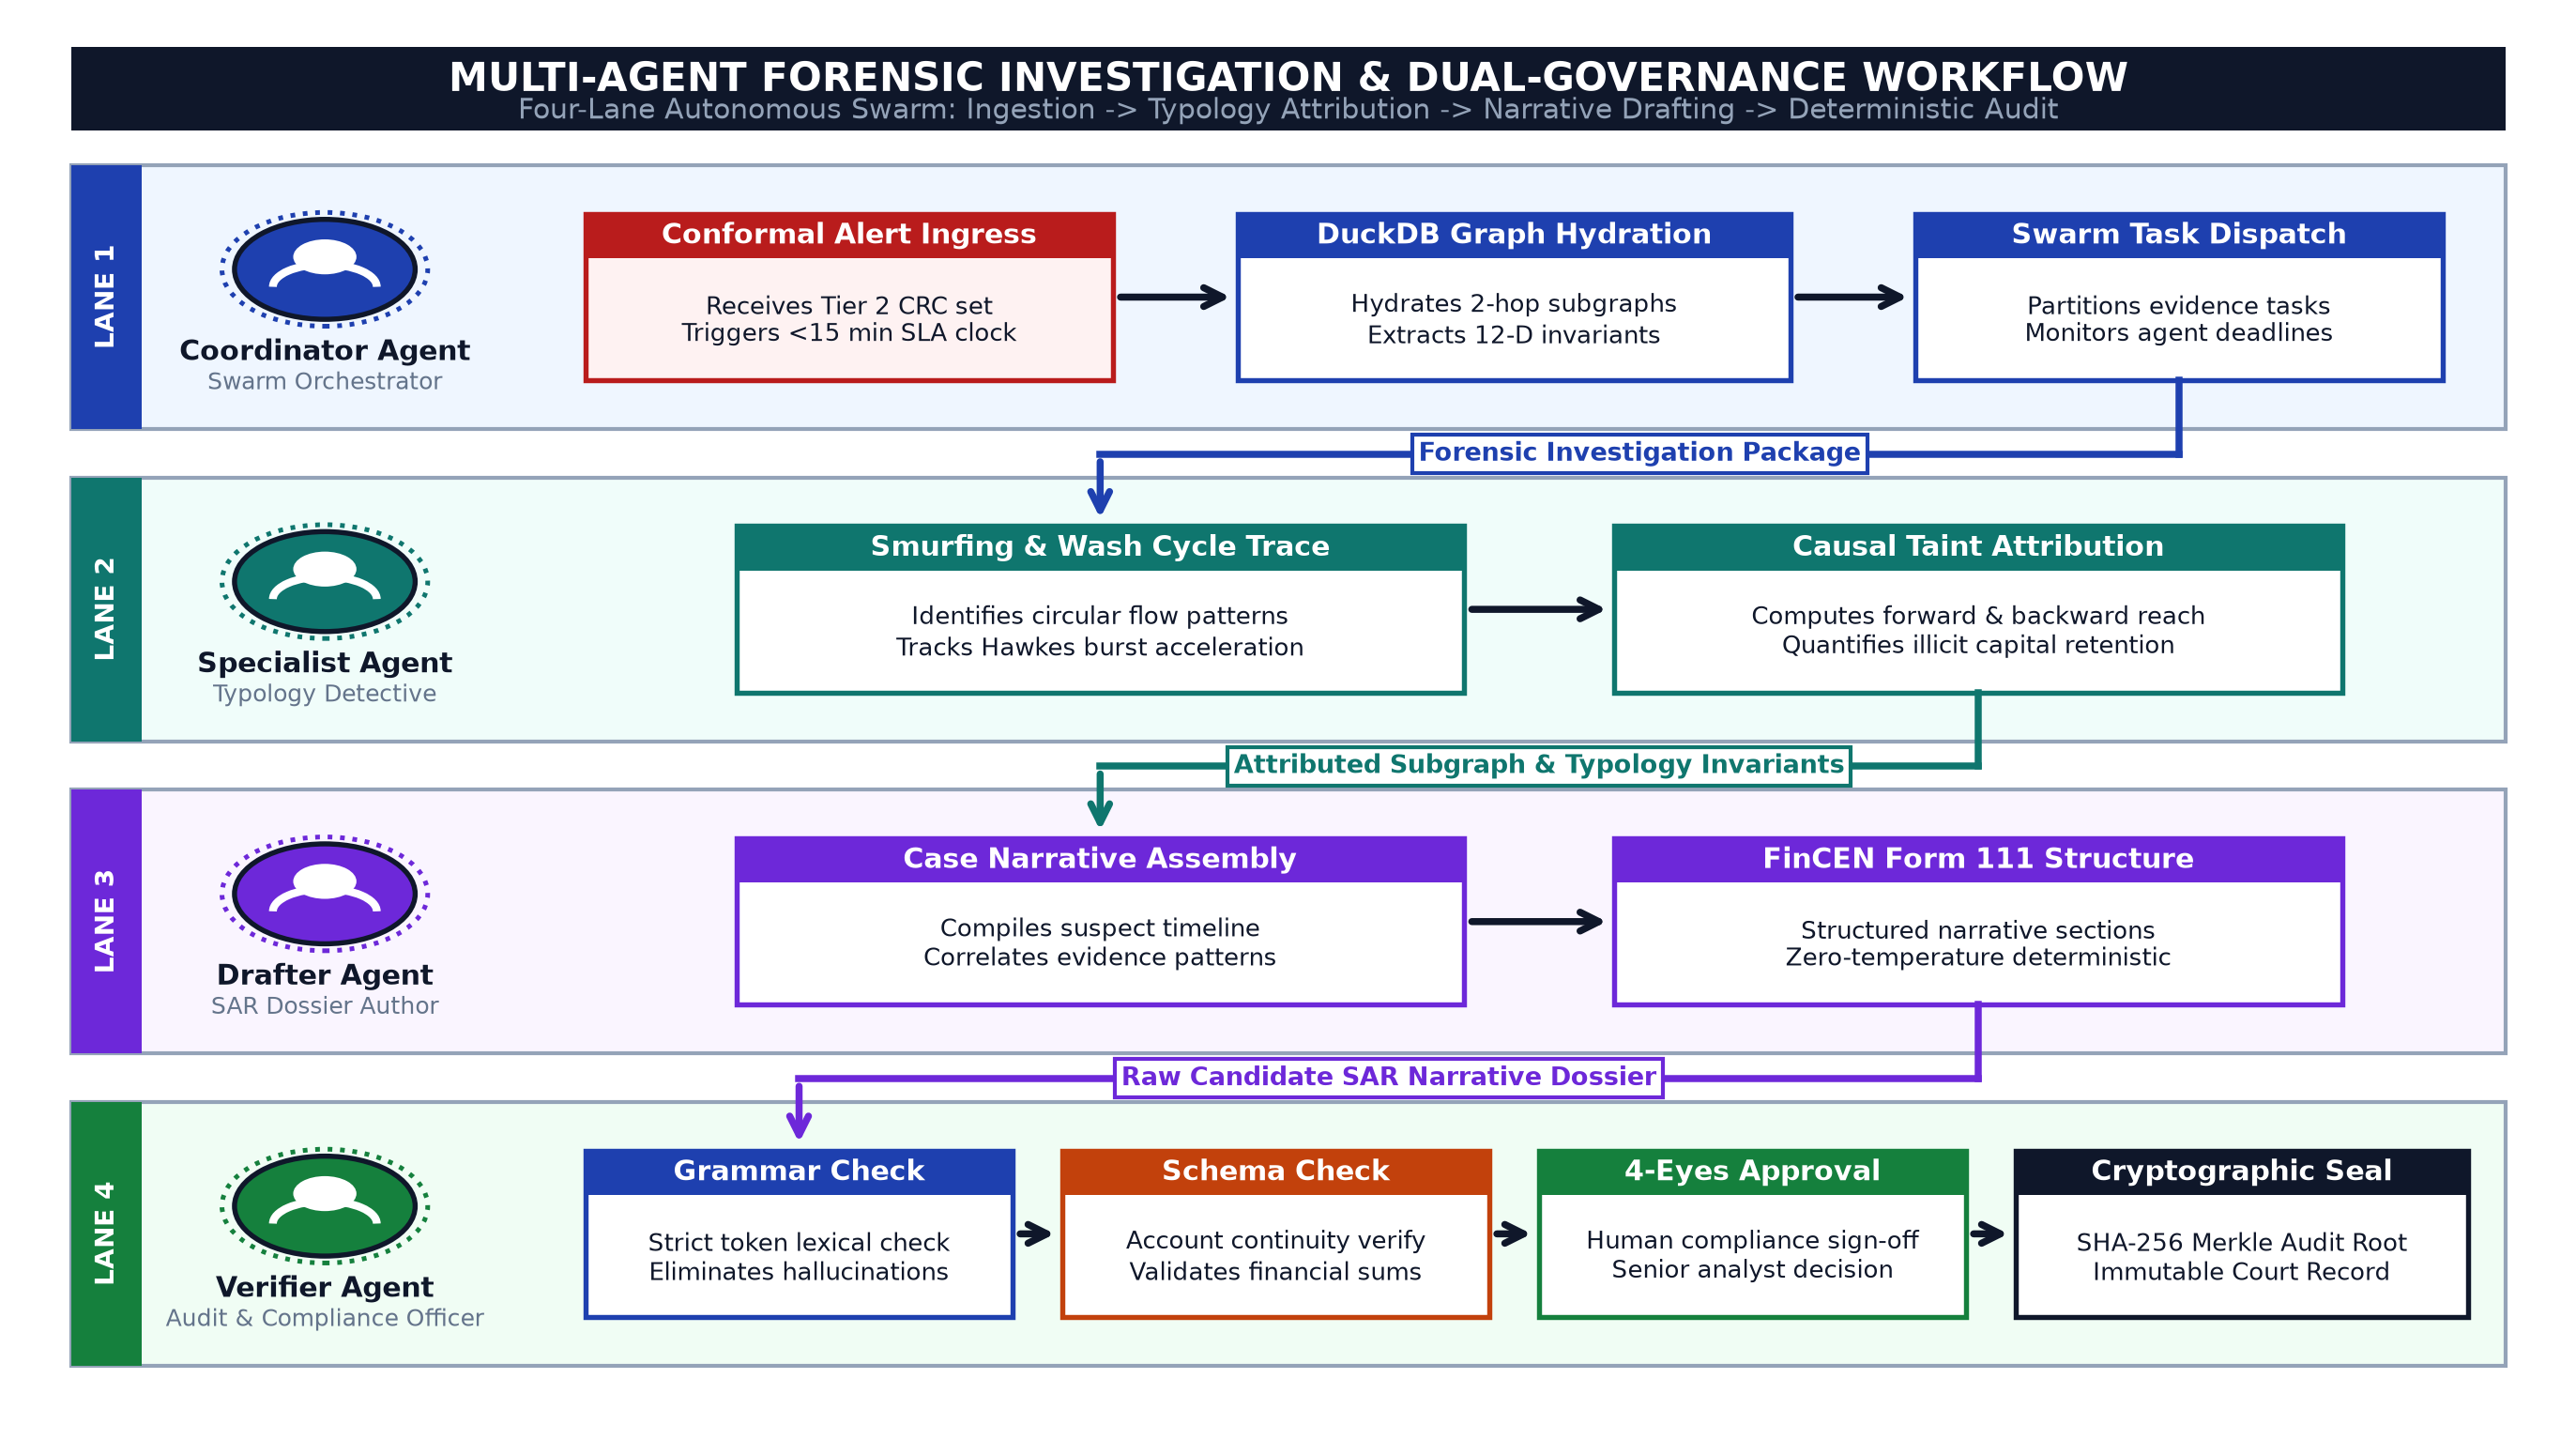 MULTI-AGENT FORENSIC INVESTIGATION & DUAL-GOVERNANCE WORKFLOW
Four-Lane Autonomous Swarm: Ingestion -> Typology Attribution -> Narrative Drafting -> Deterministic Audit
LANE 1
Coordinator Agent
Swarm Orchestrator
Conformal Alert Ingress
Receives Tier 2 CRC set
Triggers <15 min SLA clock
DuckDB Graph Hydration
Hydrates 2-hop subgraphs
Extracts 12-D invariants
Swarm Task Dispatch
Partitions evidence tasks
Monitors agent deadlines
Forensic Investigation Package
LANE 2
Specialist Agent
Typology Detective
Smurfing & Wash Cycle Trace
Identifies circular flow patterns
Tracks Hawkes burst acceleration
Causal Taint Attribution
Computes forward & backward reach
Quantifies illicit capital retention
Attributed Subgraph & Typology Invariants
LANE 3
Drafter Agent
SAR Dossier Author
Case Narrative Assembly
Compiles suspect timeline
Correlates evidence patterns
FinCEN Form 111 Structure
Structured narrative sections
Zero-temperature deterministic
Raw Candidate SAR Narrative Dossier
LANE 4
Verifier Agent
Audit & Compliance Officer
Grammar Check
Strict token lexical check
Eliminates hallucinations
Schema Check
Account continuity verify
Validates financial sums
4-Eyes Approval
Human compliance sign-off
Senior analyst decision
Cryptographic Seal
SHA-256 Merkle Audit Root
Immutable Court Record